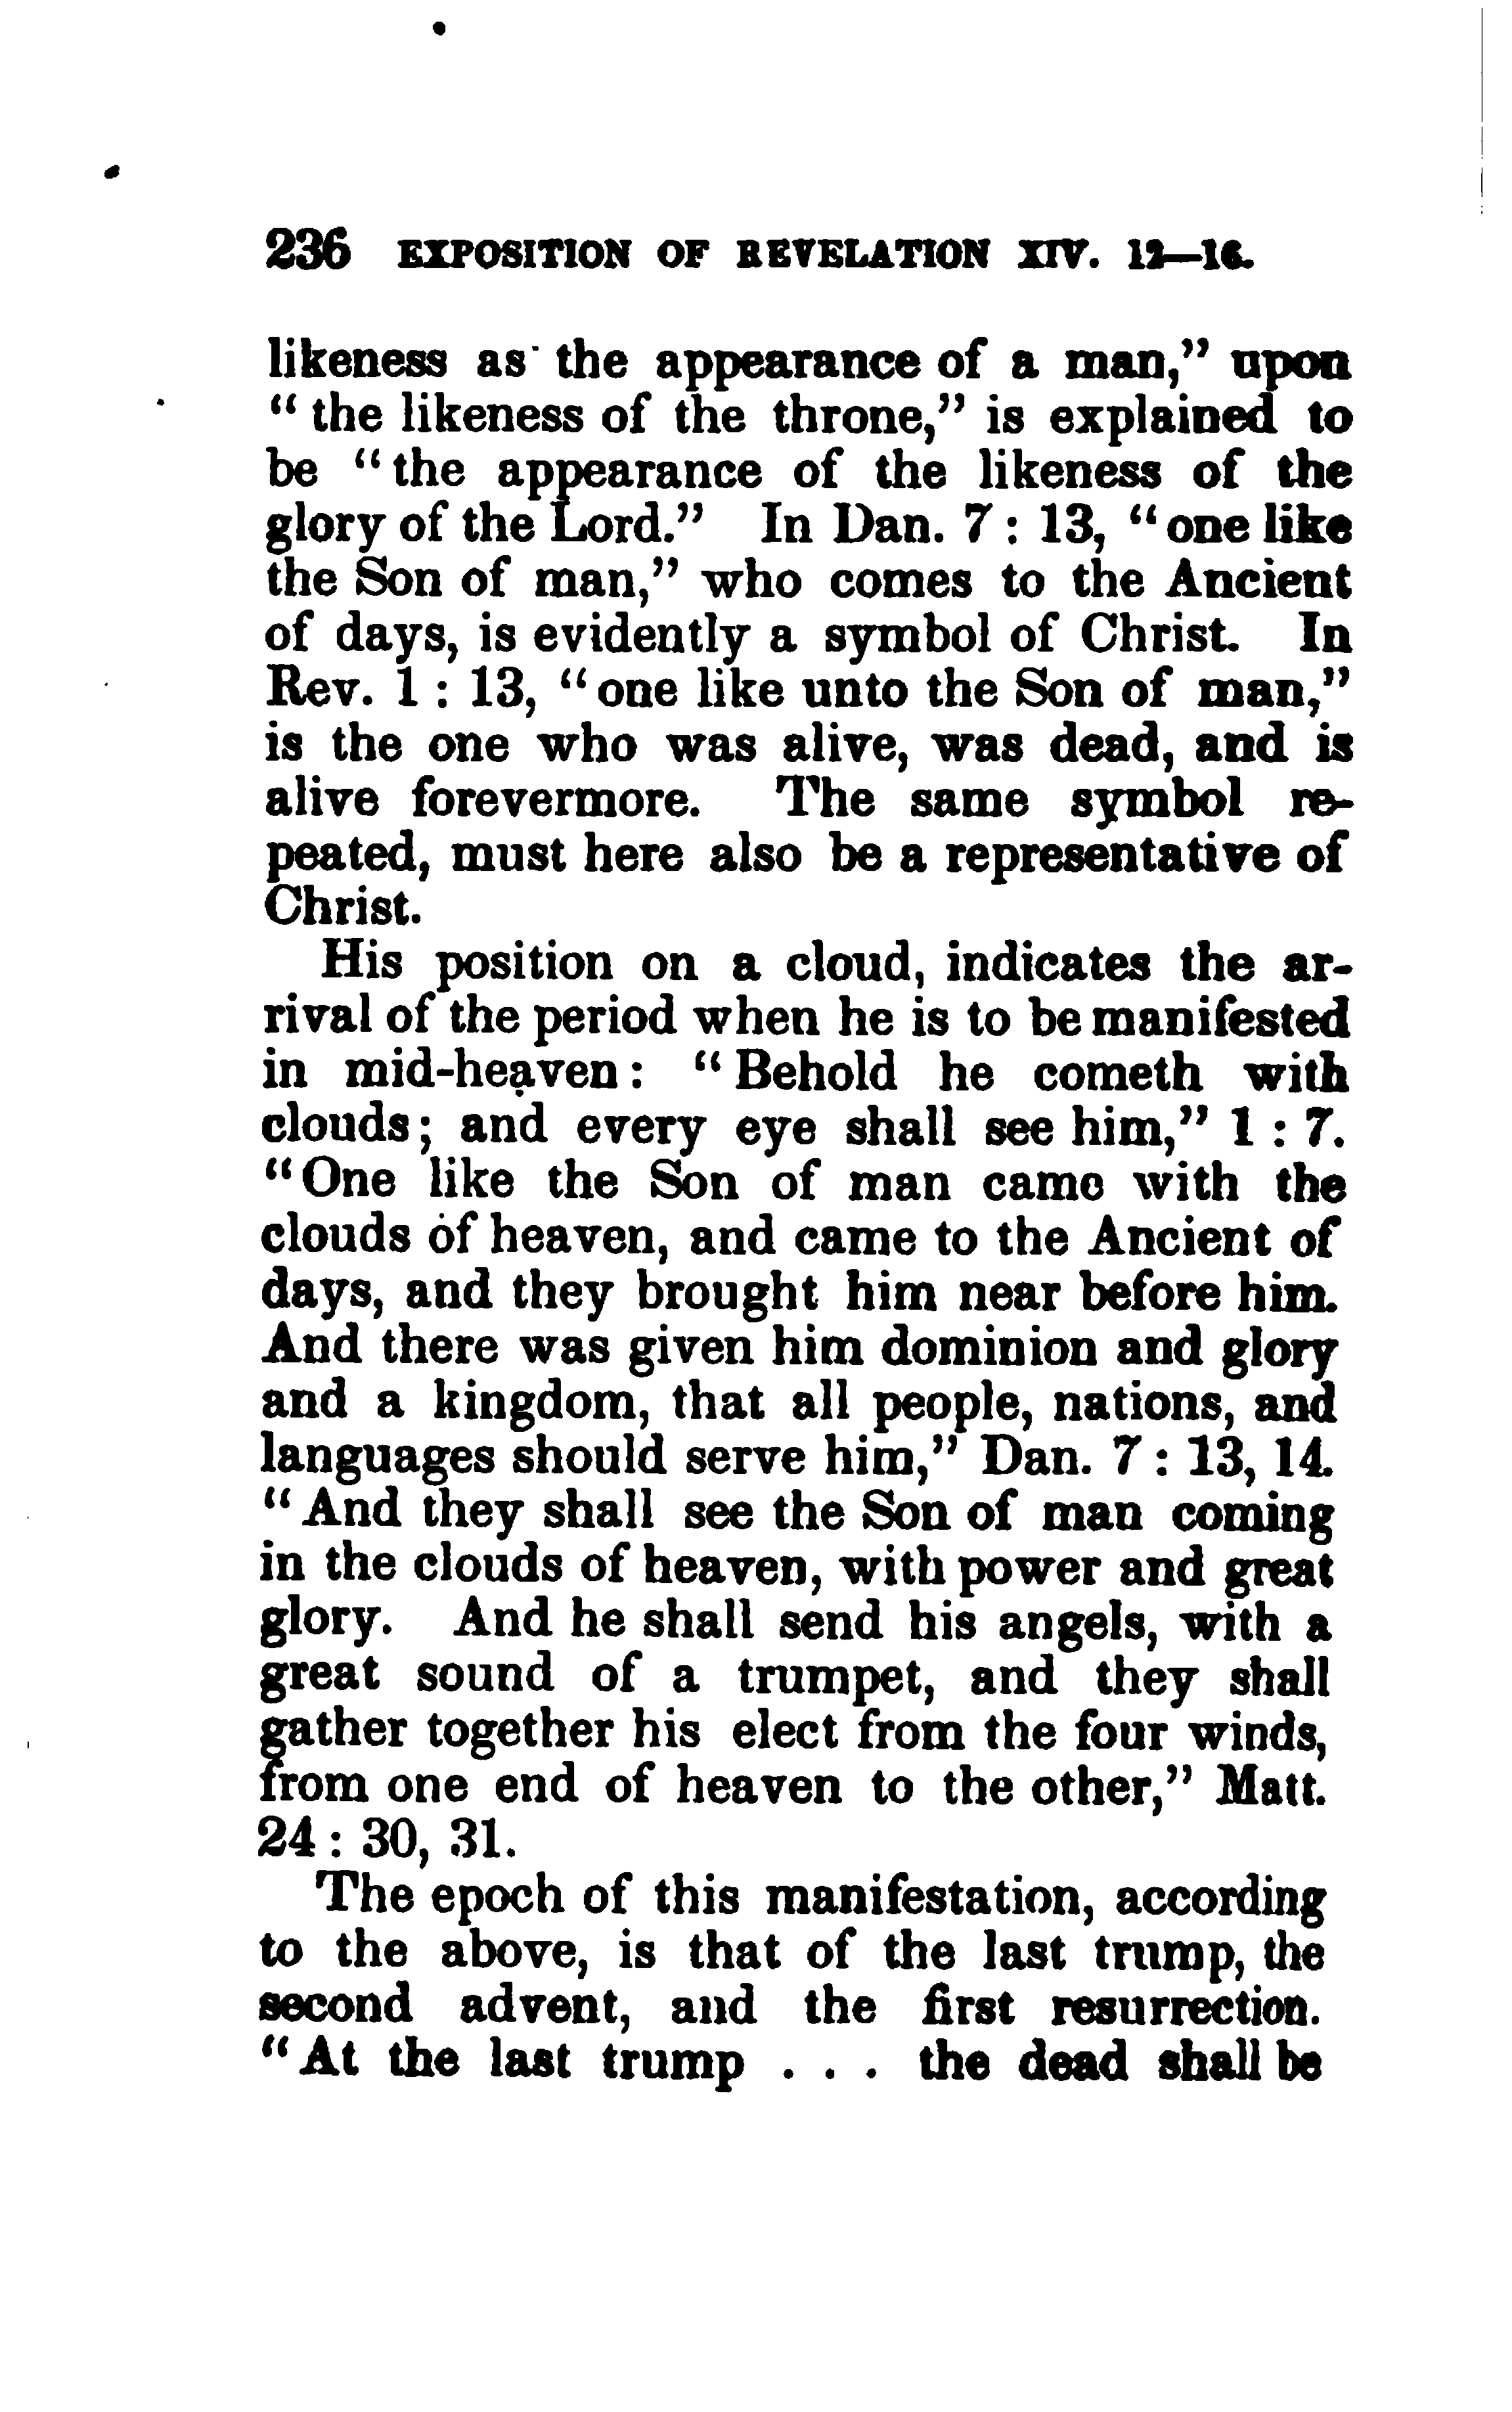 236 EXPOSITION OF REVELATION XIV. 12—16.
likeness as the appearance of a man,” upon
“the likeness of the throne,” is explained to
be “the appearance of the likeness of the
glory of the Lord.” In Dan. 7 : 13, “one like
the Son of man,” who comes to the Ancient
of days, is evidently a symbol of Christ. In
Rev. 1 : 13, “one like unto the Son of man,”
is the one who was alive, was dead, and is
alive forevermore. The same symbol re-
peated, must here also be a representative of
Christ.
His position on a cloud, indicates the ar-
rival of the period when he is to be manifested
in mid-heaven : “Behold he cometh with
clouds; and every eye shall see him,” 1 : 7.
“One like the Son of man came with the
clouds of heaven, and came to the Ancient of
days, and they brought him near before him.
And there was given him dominion and glory
and a kingdom, that all people, nations, and
languages should serve him,” Dan. 7 : 13, 14.
“And they shall see the Son of man coming
in the clouds of heaven, with power and great
glory. And he shall send his angels, with a
great sound of a trumpet, and they shall
gather together his elect from the four winds,
from one end of heaven to the other,” Matt.
24 : 30, 31.
The epoch of this manifestation, according
to the above, is that of the last trump, the
second advent, and the first resurrection.
“At the last trump . . . the dead shall be